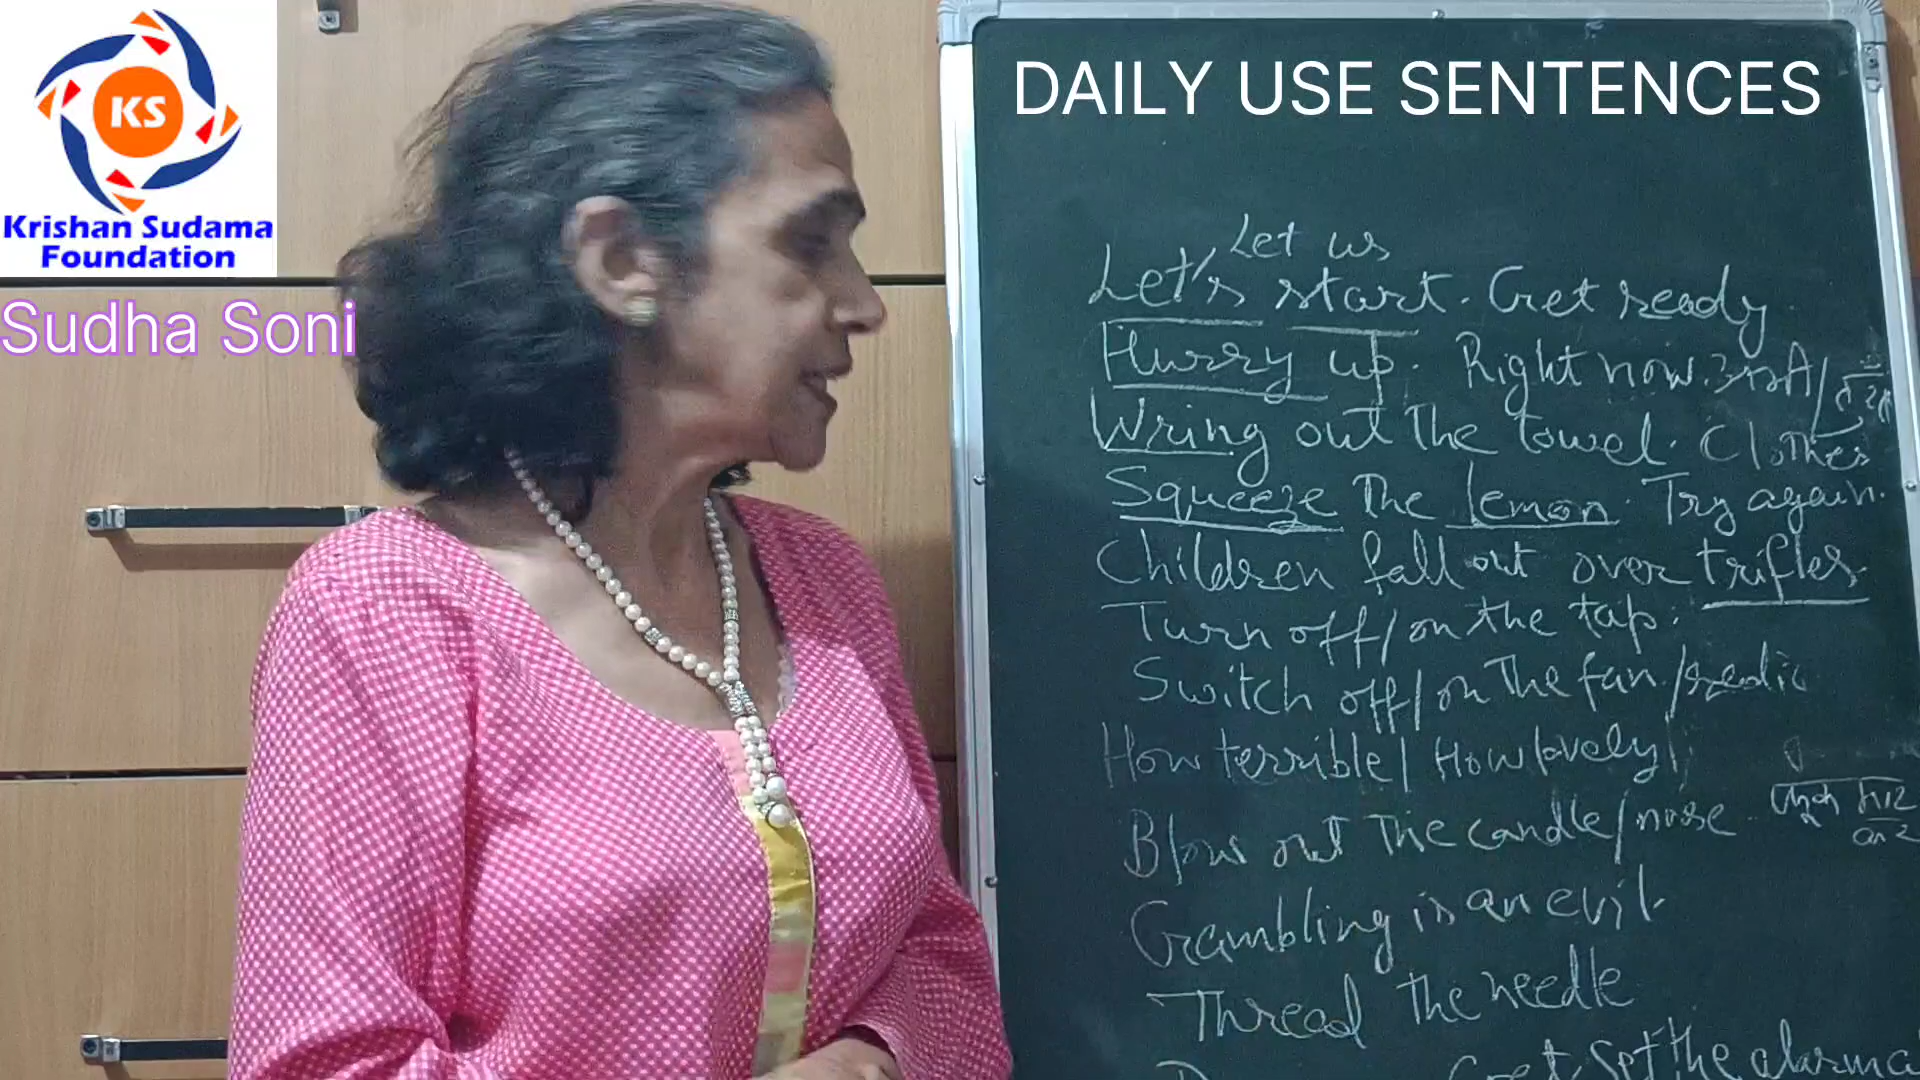 KS
Krishan Sudama
Foundation
Sudha Soni
DAILY USE SENTENCES
Let us
Let's start. Get ready.
Hurry up. Right now.
Wring out the towel. Clothes
Squeeze the lemon. Try again.
Children fall out over trifles.
Turn off/on the tap.
Switch off/on the fan/radio
How terrible/ How lovely/
Blow out the candle/nose
Gambling is an evil.
Thread the needle
Set the alarm